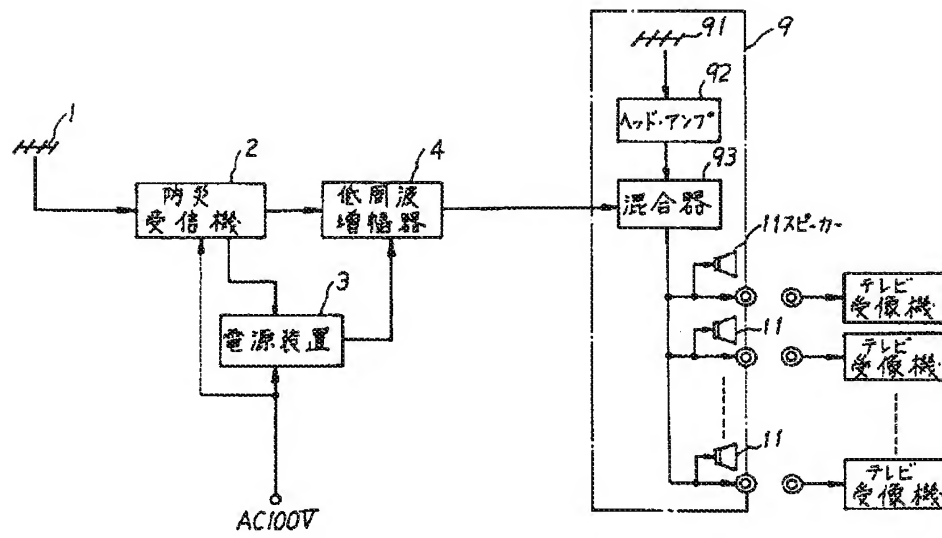 91
9
92
ヘッド・アンプ
1
2
4
93
防災
受信機
低周波
増幅器
混合器
11スピーカー
テレビ
受像機
3
電源装置
11
テレビ
受像機
11
テレビ
受像機
AC100V